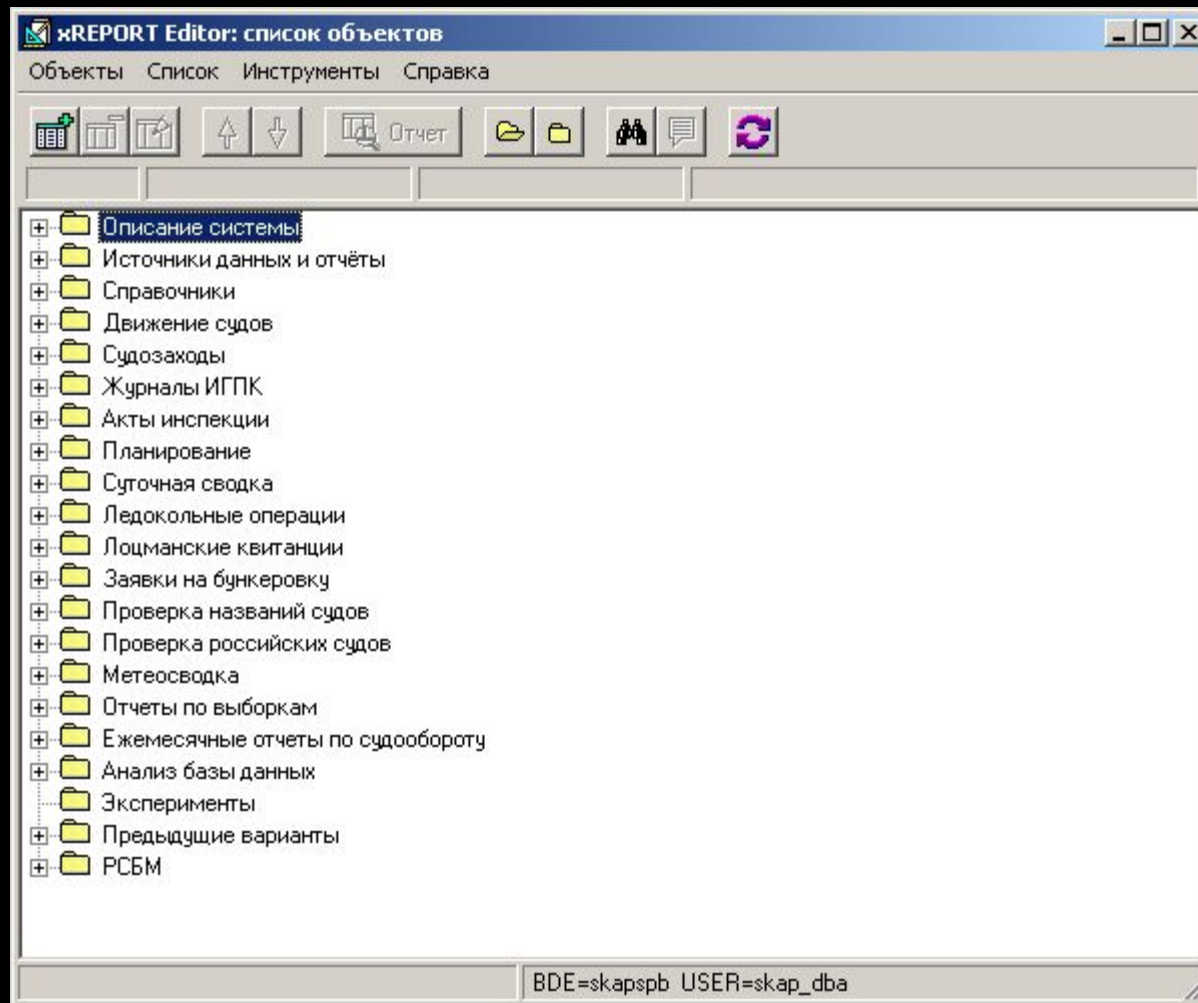 xREPORT Editor: список объектов
Объекты Список Инструменты Справка
Отчет
Описание системы
Источники данных и отчёты
Справочники
Движение судов
Судозаходы
Журналы ИГПК
Акты инспекции
Планирование
Суточная сводка
Ледокольные операции
Лоцманские квитанции
Заявки на бункеровку
Проверка названий судов
Проверка российских судов
Метеосводка
Отчеты по выборкам
Ежемесячные отчеты по судообороту
Анализ базы данных
Эксперименты
Предыдущие варианты
РСБМ
BDE=skapspb USER=skap_dba